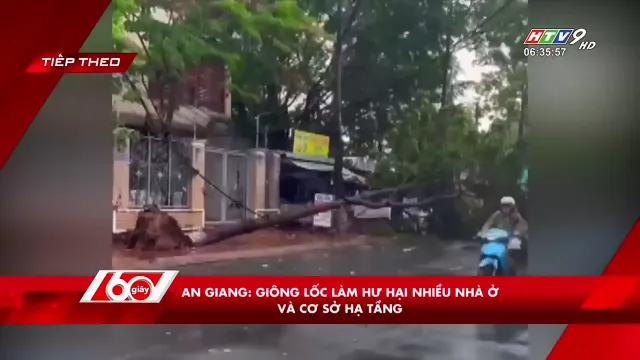 TIẾP THEO
HTV9 HD
06:35:57
60 giây
AN GIANG: GIÔNG LỐC LÀM HƯ HẠI NHIỀU NHÀ Ở
VÀ CƠ SỞ HẠ TẦNG